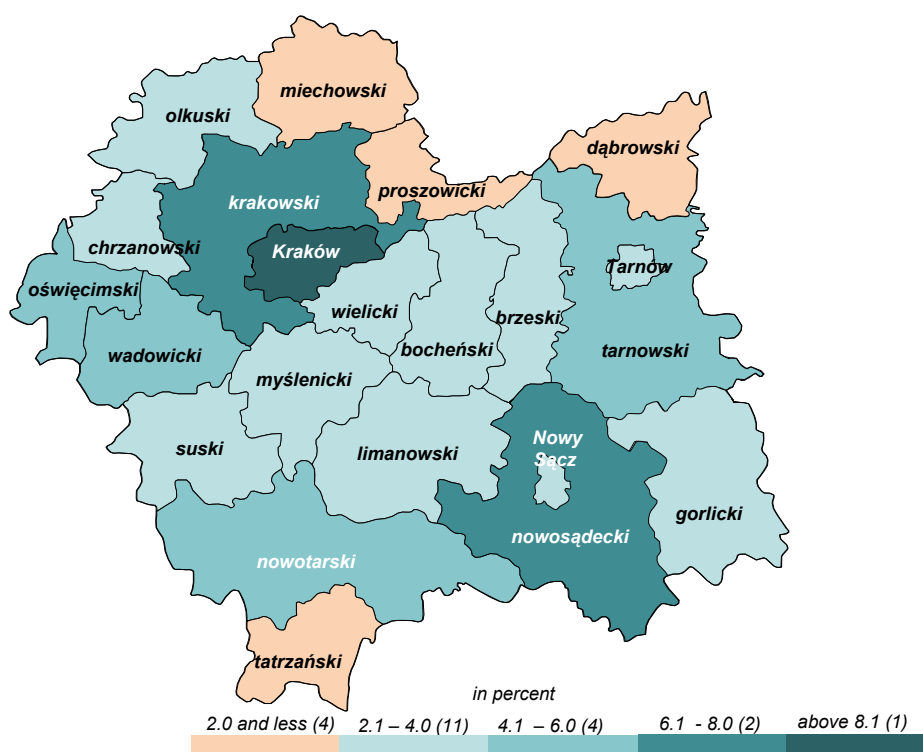 miechowski
olkuski
dąbrowski
proszowicki
krakowski
chrzanowski
Kraków
Tarnów
oświęcimski
wielicki
brzeski
bocheński
tarnowski
wadowicki
myślenicki
suski
limanowski
Nowy
Sącz
gorlicki
nowosądecki
nowotarski
tatrzański
in percent
2.0 and less (4) 2.1 – 4.0 (11) 4.1 – 6.0 (4) 6.1 - 8.0 (2) above 8.1 (1)